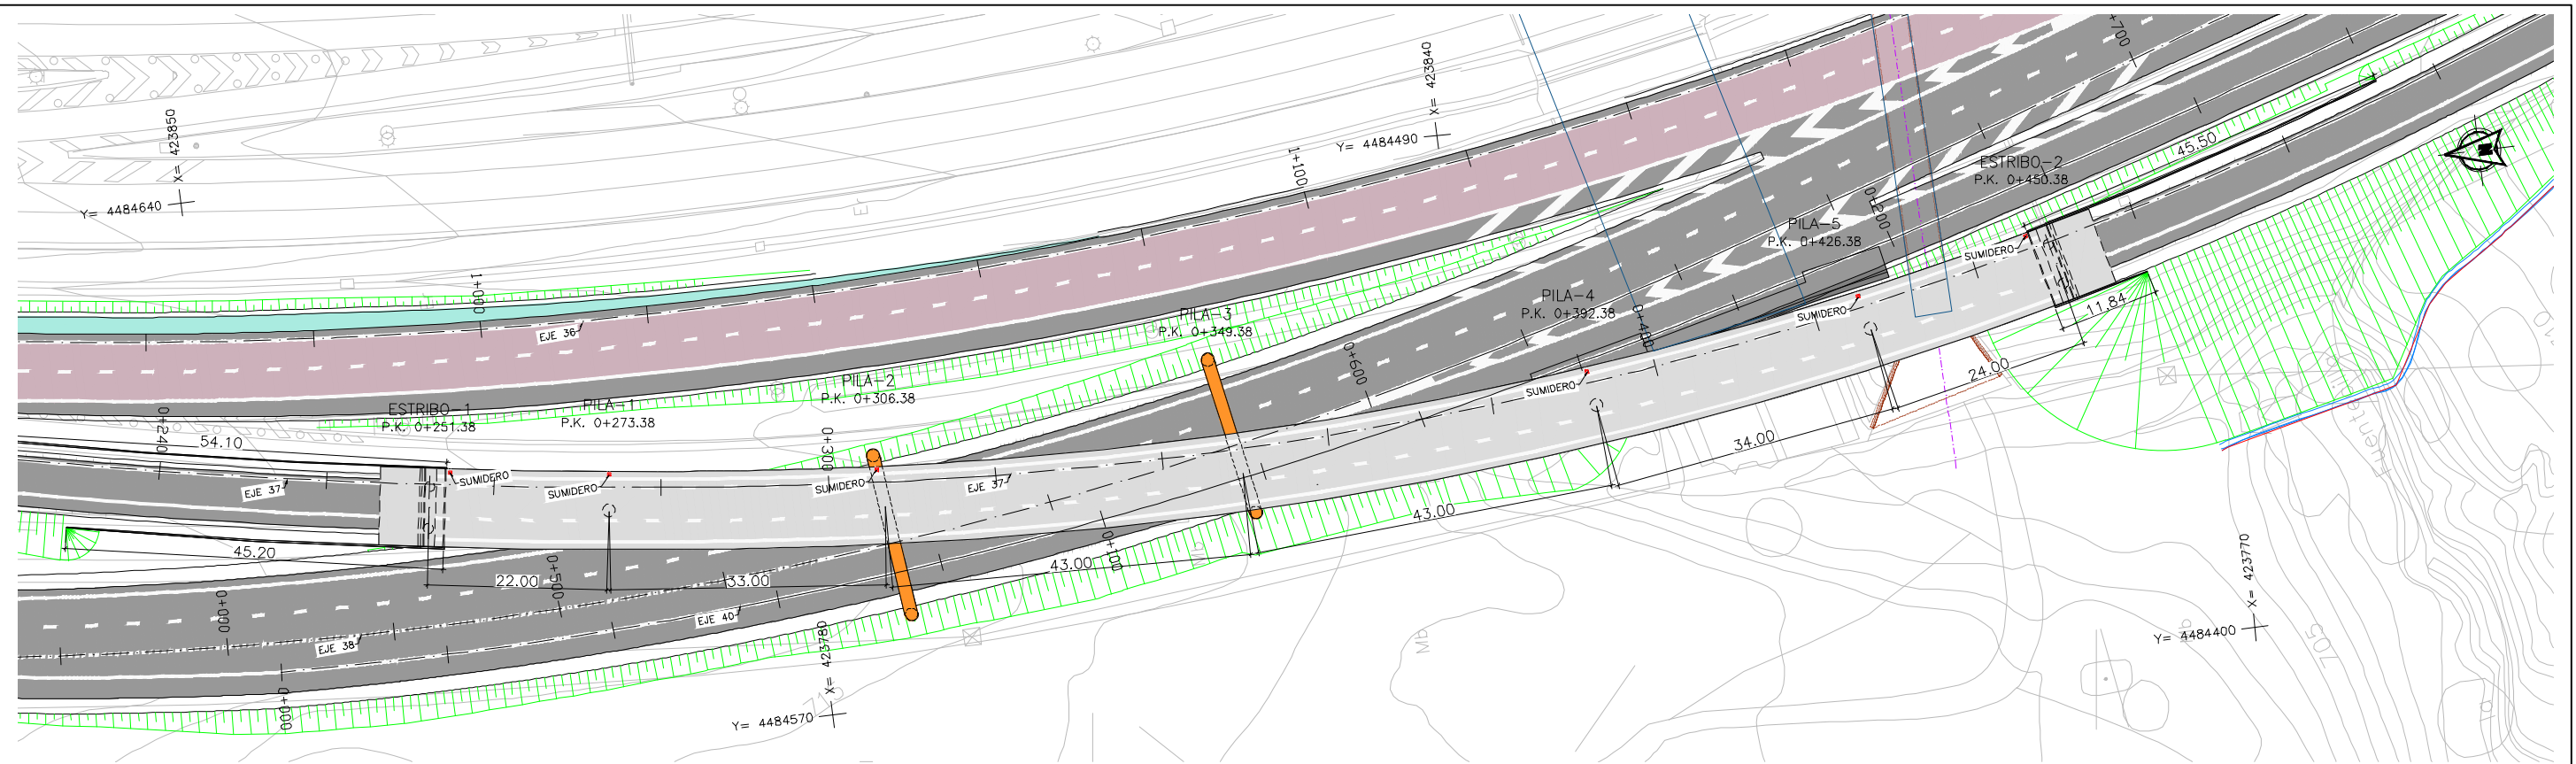 X= 423850
Y= 4484640
X= 423840
Y= 4484490
1+100
1+000
EJE 36
0+700
ESTRIBO-2
P.K. 0+450.38
45.50
N
PILA-5
P.K. 0+426.38
0+200
SUMIDERO
PILA-4
P.K. 0+392.38
0+400
SUMIDERO
11.84
PILA-3
P.K. 0+349.38
0+600
SUMIDERO
24.00
PILA-2
P.K. 0+306.38
ESTRIBO-1
P.K. 0+251.38
PILA-1
P.K. 0+273.38
0+240
54.10
0+300
34.00
EJE 37
SUMIDERO
SUMIDERO
SUMIDERO
EJE 37
43.00
45.20
22.00
33.00
43.00
0+100
0+500
0+000
EJE 38
EJE 40
0+000
X= 423780
Y= 4484570
X= 423770
Y= 4484400
705